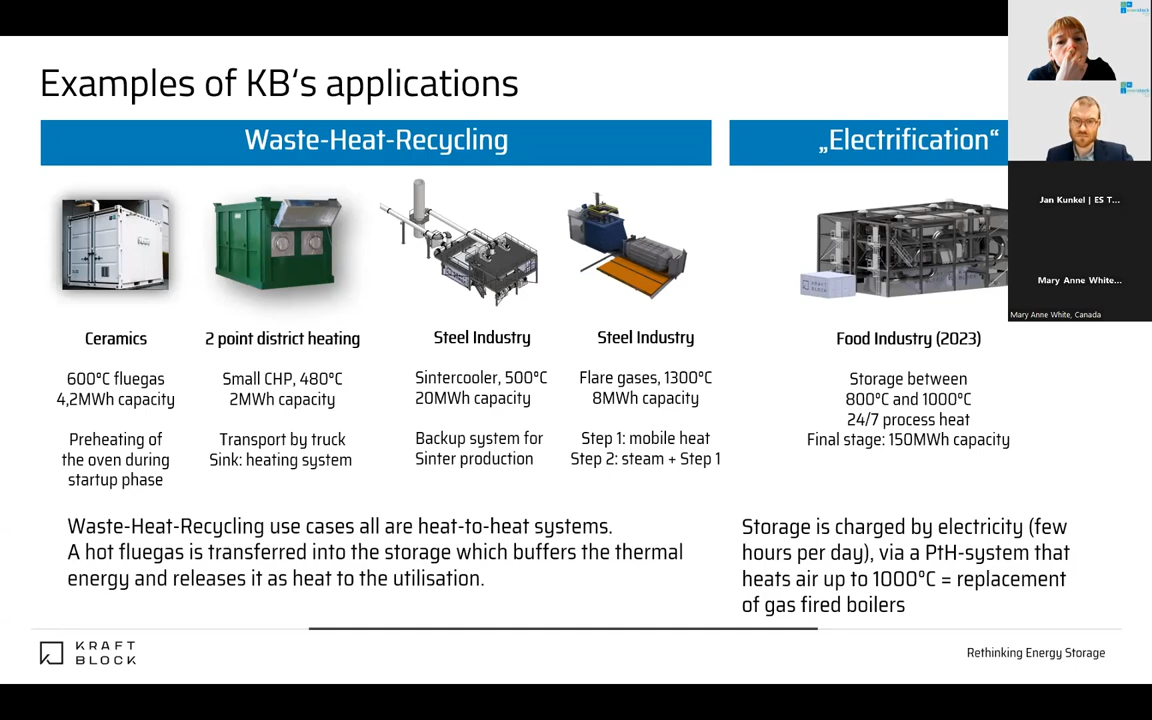 Examples of KB's applications
Waste-Heat-Recycling
„Electrification“
Jan Kunkel | ES T...
Mary Anne White...
Mary Anne White, Canada
KRAFT
BLOCK
Ceramics
600°C fluegas
4,2MWh capacity
Preheating of
the oven during
startup phase
2 point district heating
Small CHP, 480°C
2MWh capacity
Transport by truck
Sink: heating system
Steel Industry
Sintercooler, 500°C
20MWh capacity
Backup system for
Sinter production
Steel Industry
Flare gases, 1300°C
8MWh capacity
Step 1: mobile heat
Step 2: steam + Step 1
Food Industry (2023)
Storage between
800°C and 1000°C
24/7 process heat
Final stage: 150MWh capacity
Waste-Heat-Recycling use cases all are heat-to-heat systems.
A hot fluegas is transferred into the storage which buffers the thermal
energy and releases it as heat to the utilisation.
Storage is charged by electricity (few
hours per day), via a PtH-system that
heats air up to 1000°C = replacement
of gas fired boilers
KRAFT
BLOCK
Rethinking Energy Storage